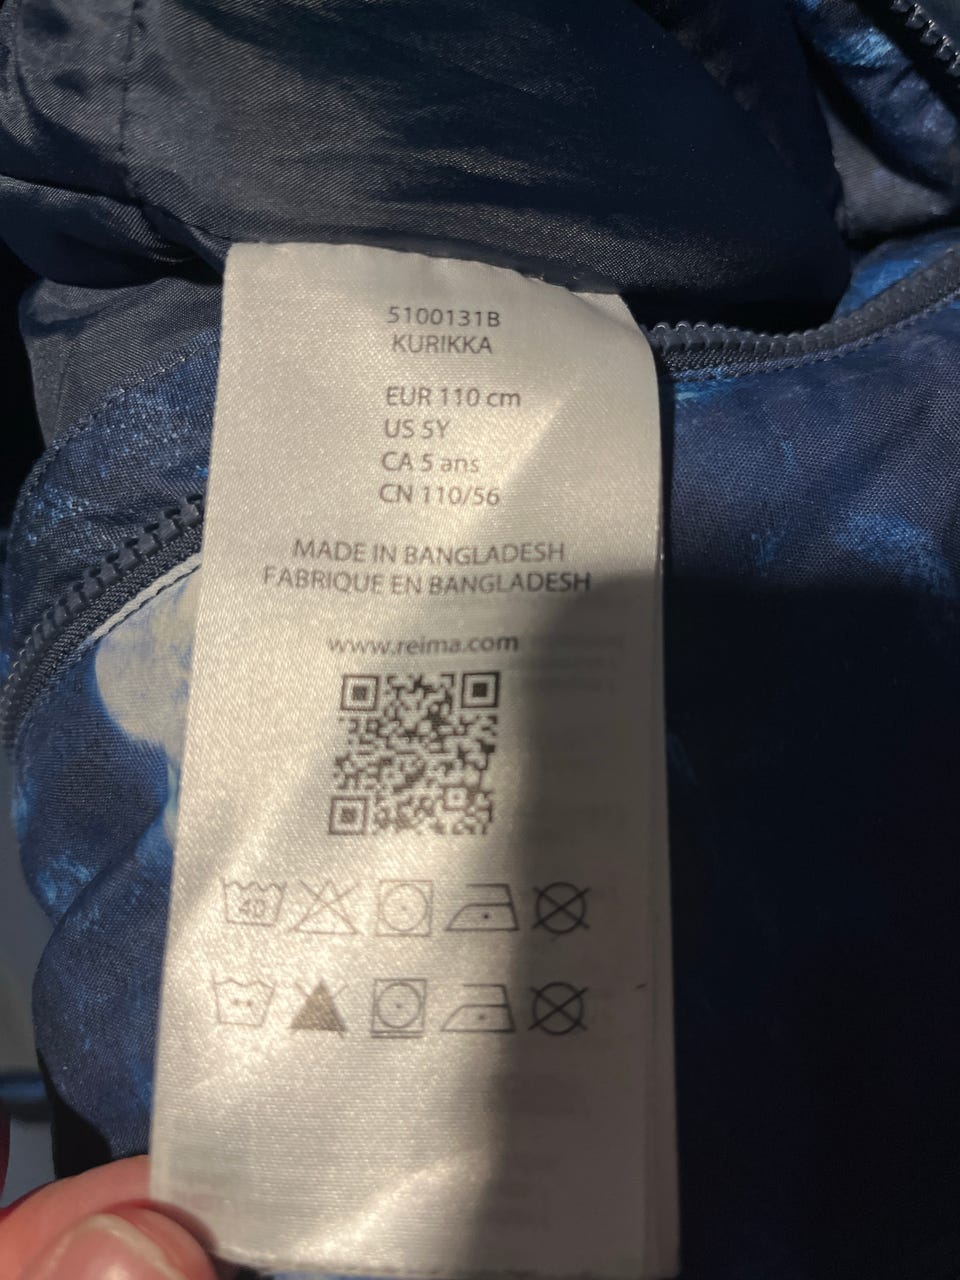 5100131B
KURIKKA
EUR 110 cm
US 5Y
CA 5 ans
CN 110/56
MADE IN BANGLADESH
FABRIQUE EN BANGLADESH
www.reima.com
40